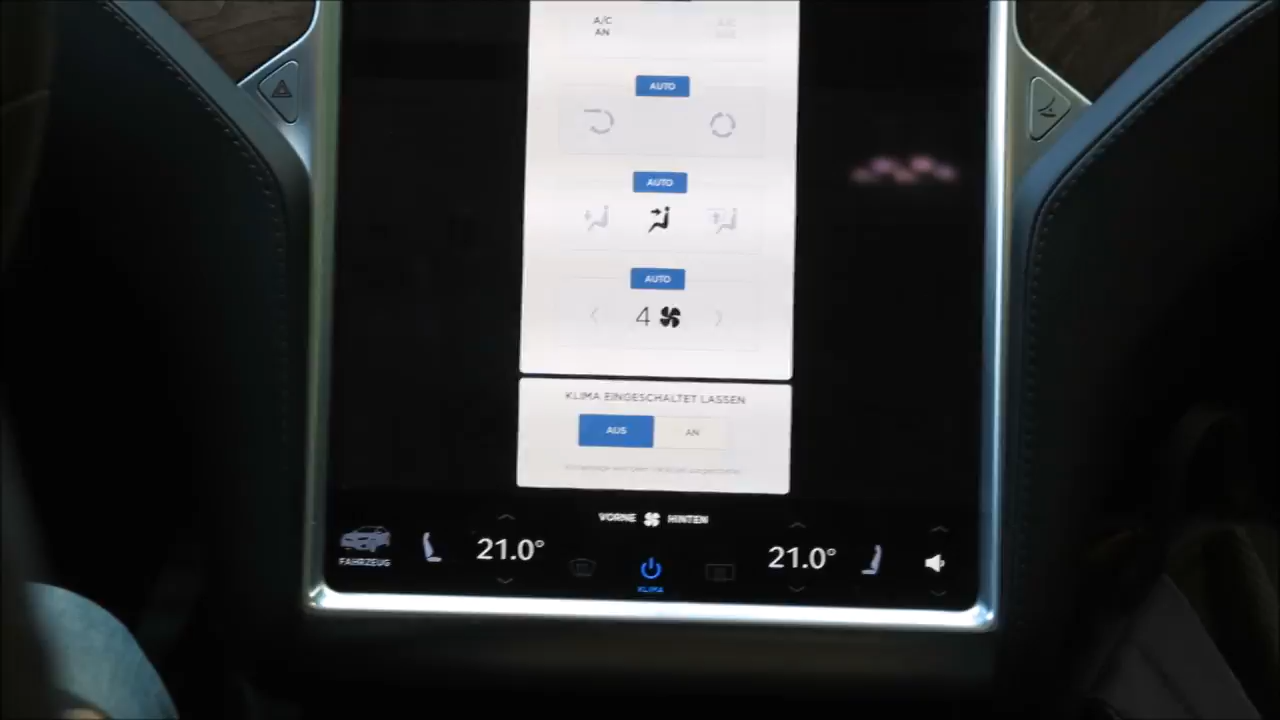 A/C
AN
AUTO
AUTO
AUTO
4
KLIMA EINGESCHALTET LASSEN
AUS AN
VORNE HINTEN
FAHRZEUG
21.0°
KLIMA
21.0°